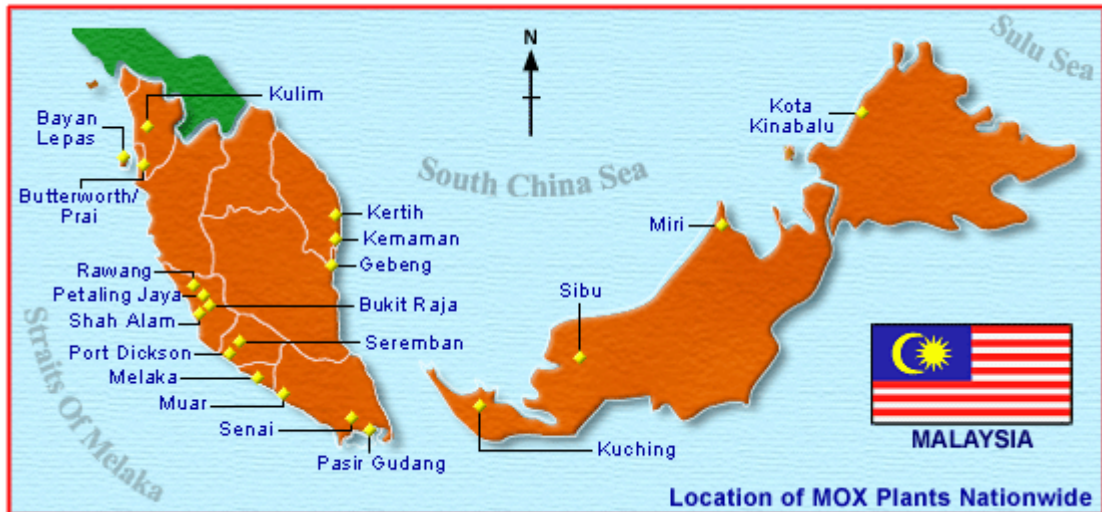 N
Sulu Sea
Kulim
Bayan
Lepas
Kota
Kinabalu
South China Sea
Butterworth/
Prai
Kertih
Kemaman
Miri
Gebeng
Rawang
Petaling Jaya
Bukit Raja
Shah Alam
Sibu
Seremban
Port Dickson
Melaka
Muar
Senai
Pasir Gudang
Kuching
Straits Of Melaka
MALAYSIA
Location of MOX Plants Nationwide